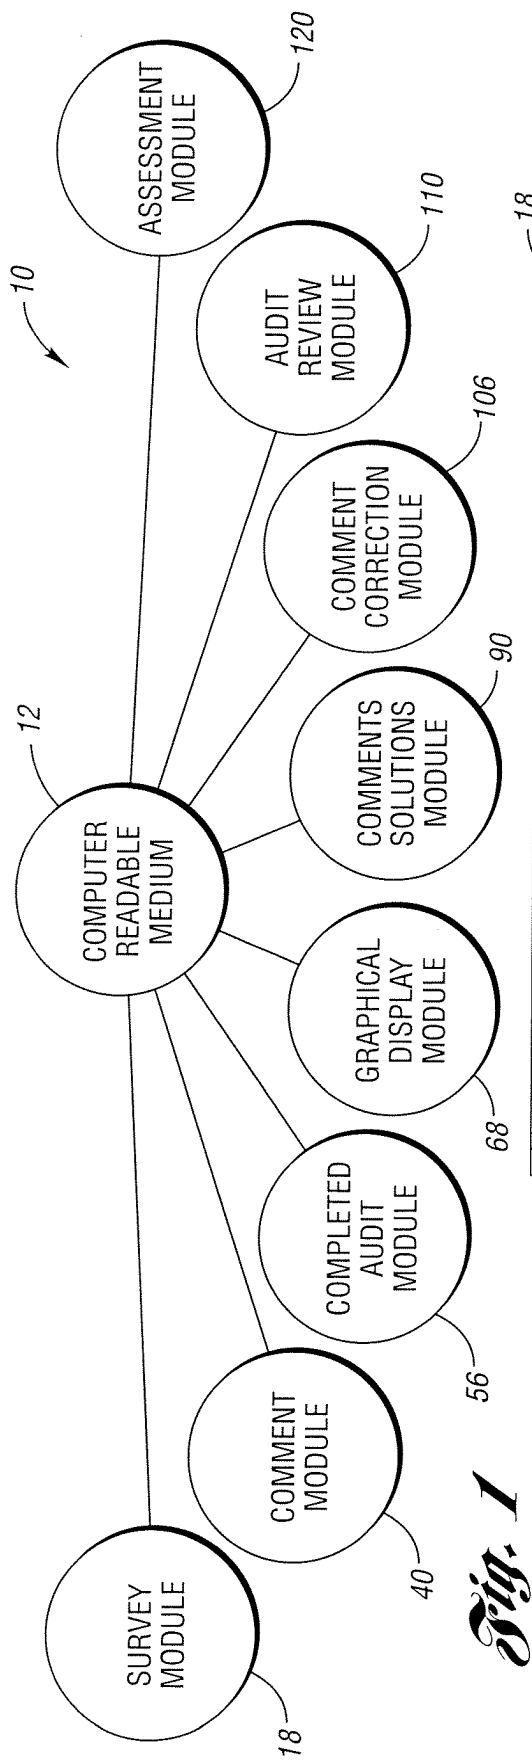 10
12
COMPUTER
READABLE
MEDIUM
SURVEY
MODULE
18
COMMENT
MODULE
40
COMPLETED
AUDIT
MODULE
56
GRAPHICAL
DISPLAY
MODULE
68
COMMENTS
SOLUTIONS
MODULE
90
COMMENT
CORRECTION
MODULE
106
AUDIT
REVIEW
MODULE
110
ASSESSMENT
MODULE
120
18
Fig. 1